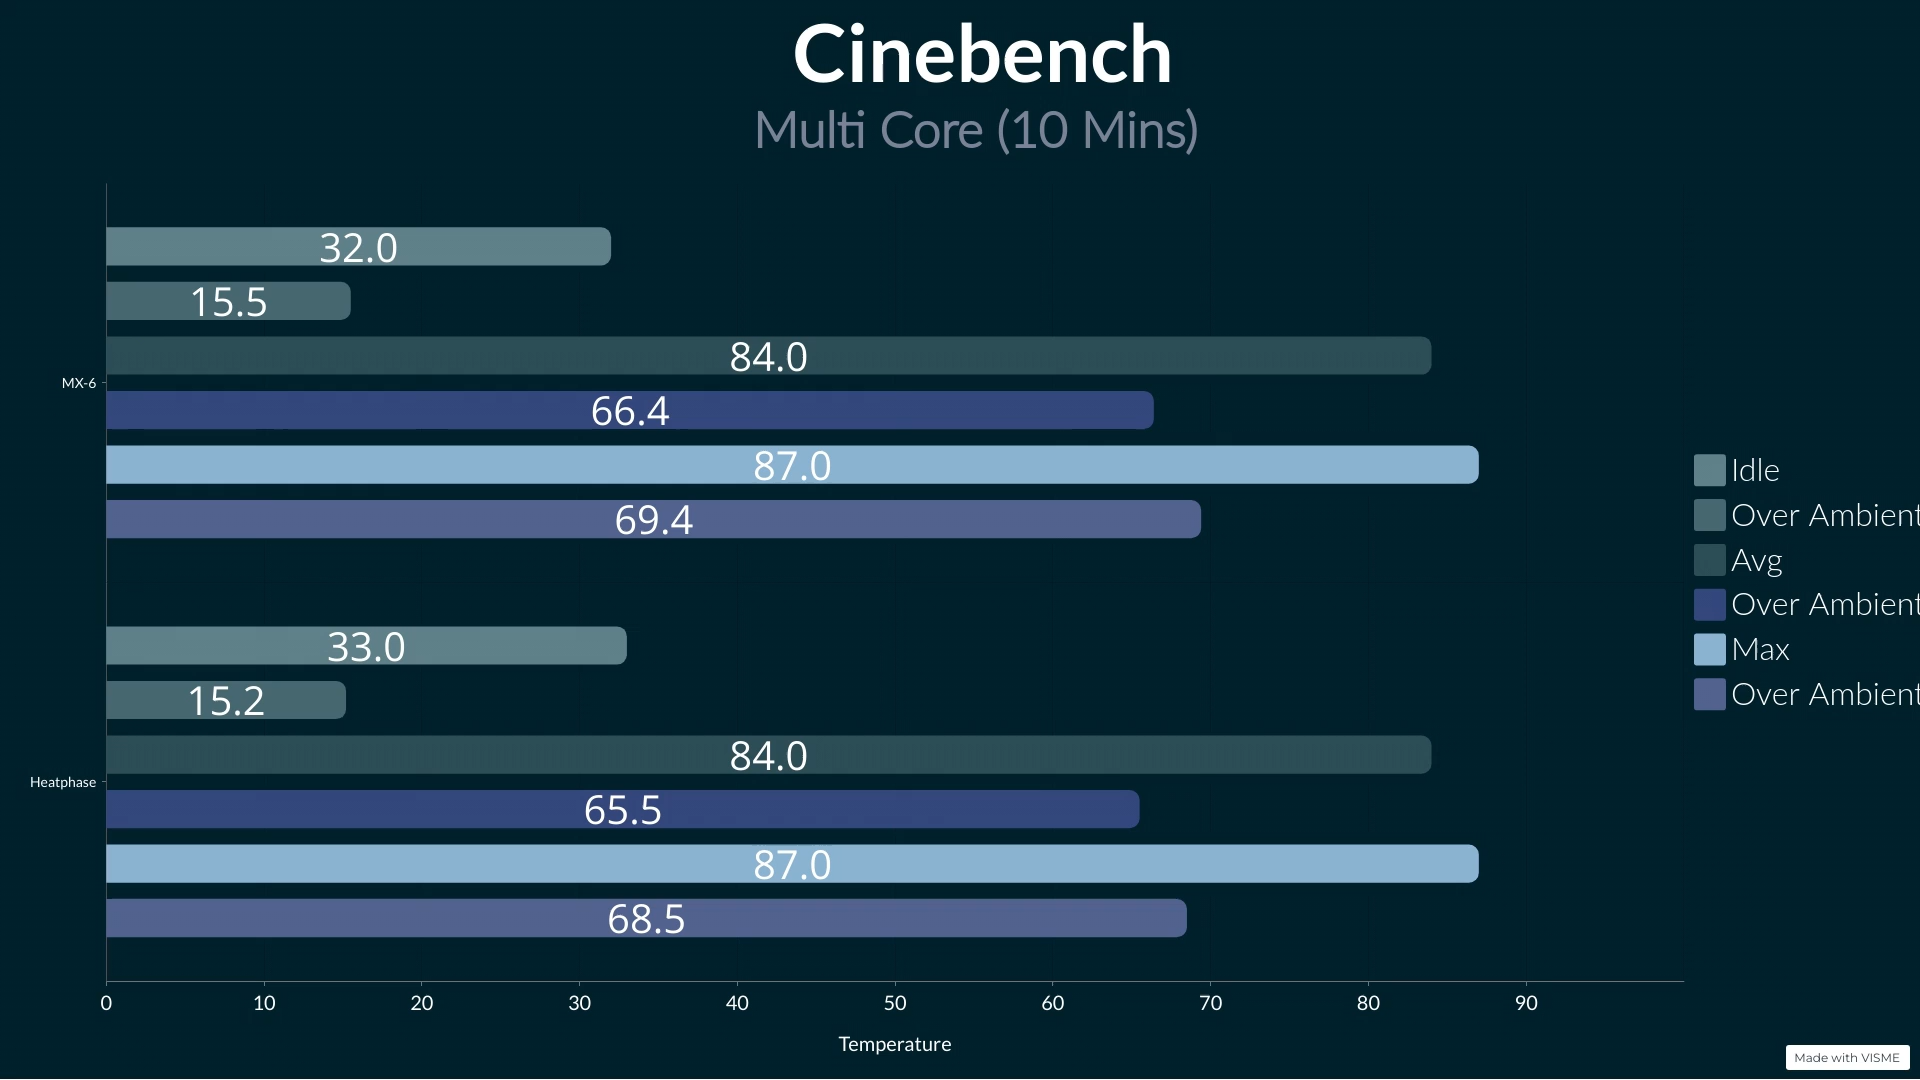 Cinebench
Multi Core (10 Mins)
MX-6
32.0
15.5
84.0
66.4
87.0
69.4
Heatphase
33.0
15.2
84.0
65.5
87.0
68.5
Idle
Over Ambient
Avg
Over Ambient
Max
Over Ambient
0 10 20 30 40 50 60 70 80 90
Temperature
Made with VISME